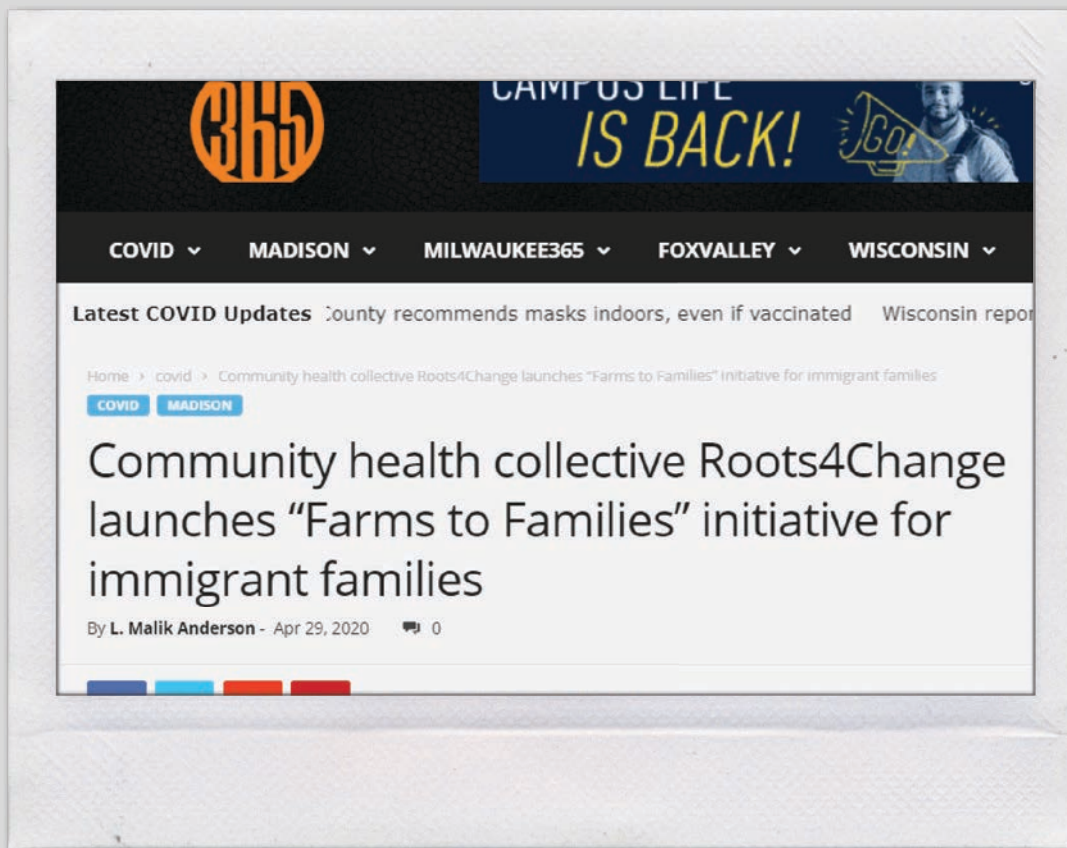 365
CAMPUS LIFE
IS BACK!
GO!
COVID MADISON MILWAUKEE365 FOXVALLEY WISCONSIN
Latest COVID Updates County recommends masks indoors, even if vaccinated Wisconsin repor
Home > covid > Community health collective Roots4Change launches "Farms to Families" initiative for immigrant families
COVID MADISON
Community health collective Roots4Change
launches “Farms to Families” initiative for
immigrant families
By L. Malik Anderson - Apr 29, 2020 0